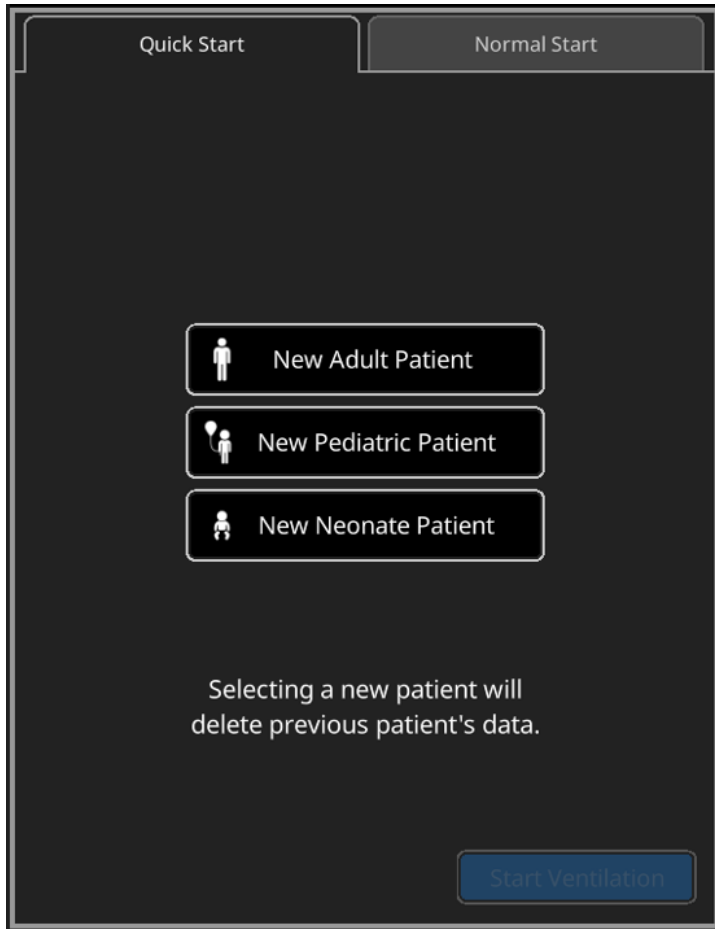 Quick Start
Normal Start
New Adult Patient
New Pediatric Patient
New Neonate Patient
Selecting a new patient will
delete previous patient's data.
Start Ventilation